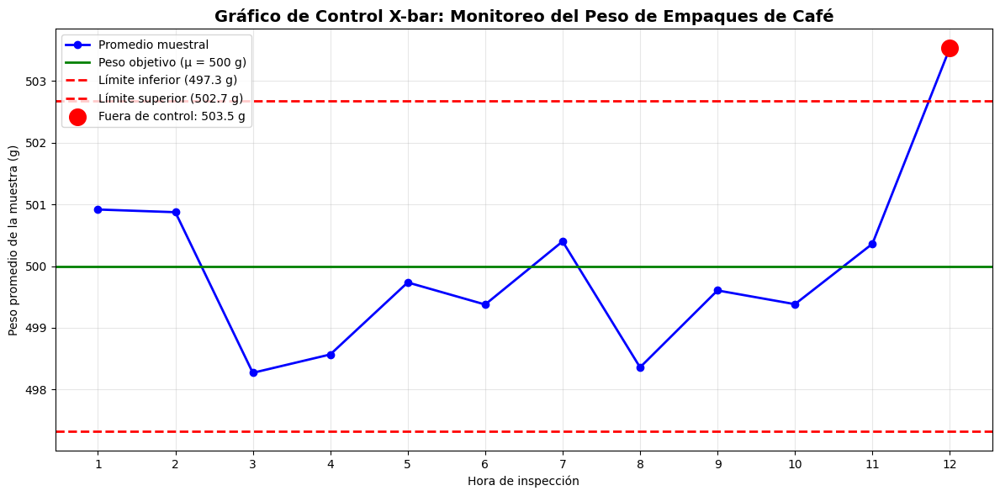 Gráfico de Control X-bar: Monitoreo del Peso de Empaques de Café
Promedio muestral
Peso objetivo (μ = 500 g)
Límite inferior (497.3 g)
Límite superior (502.7 g)
Fuera de control: 503.5 g
Peso promedio de la muestra (g)
503
502
501
500
499
498
1 2 3 4 5 6 7 8 9 10 11 12
Hora de inspección